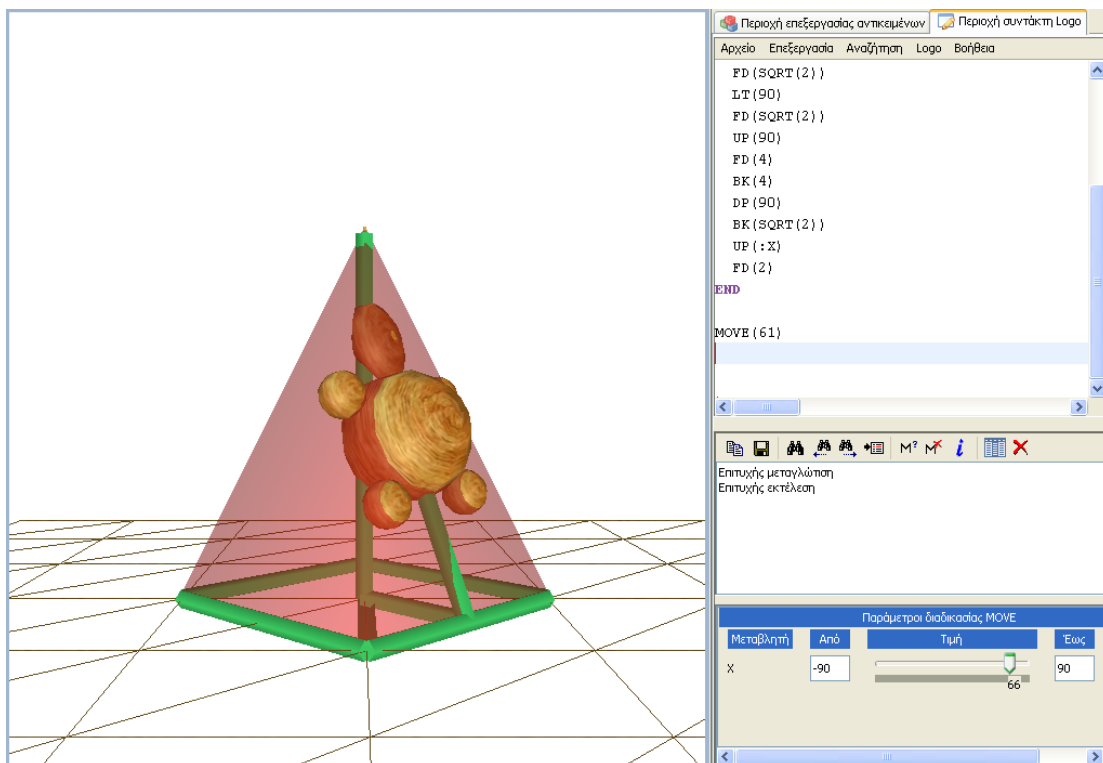 Περιοχή επεξεργασίας αντικειμένων Περιοχή συντάκτη Logo
Αρχείο Επεξεργασία Αναζήτηση Logo Βοήθεια
FD(SQRT(2))
LT(90)
FD(SQRT(2))
UP(90)
FD(4)
BK(4)
DP(90)
BK(SQRT(2))
UP(:X)
FD(2)
END
MOVE(61)
M? M i
Επιτυχής μεταγλώτιση
Επιτυχής εκτέλεση
Παράμετροι διαδικασίας MOVE
Μεταβλητή Από Τιμή Έως
X -90 66 90